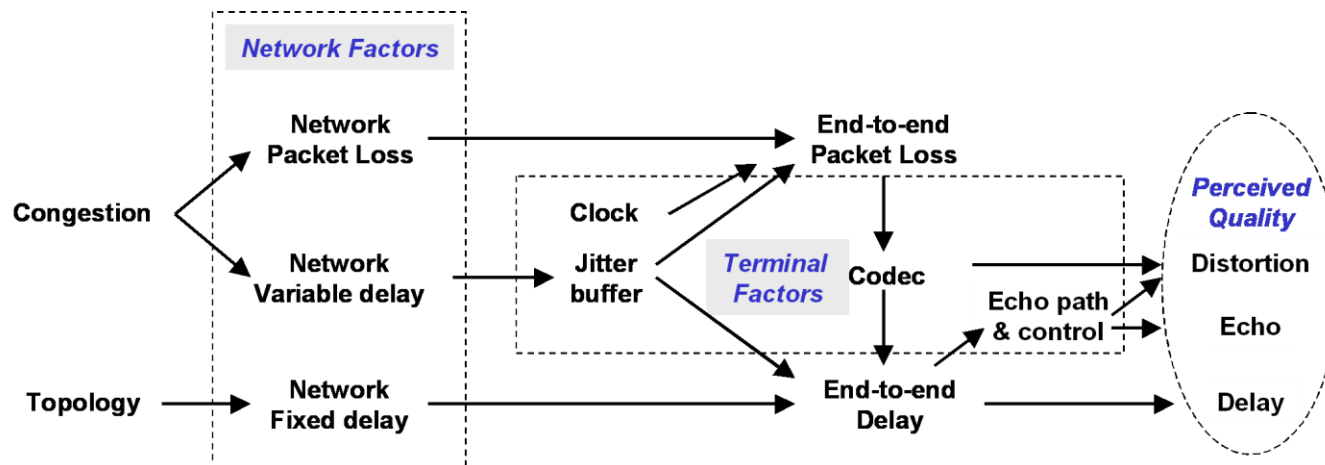 Network Factors
Network
Packet Loss
End-to-end
Packet Loss
Congestion
Clock
Perceived
Quality
Network
Variable delay
Jitter
buffer
Terminal
Factors
Codec
Distortion
Echo path
& control
Echo
Topology
Network
Fixed delay
End-to-end
Delay
Delay